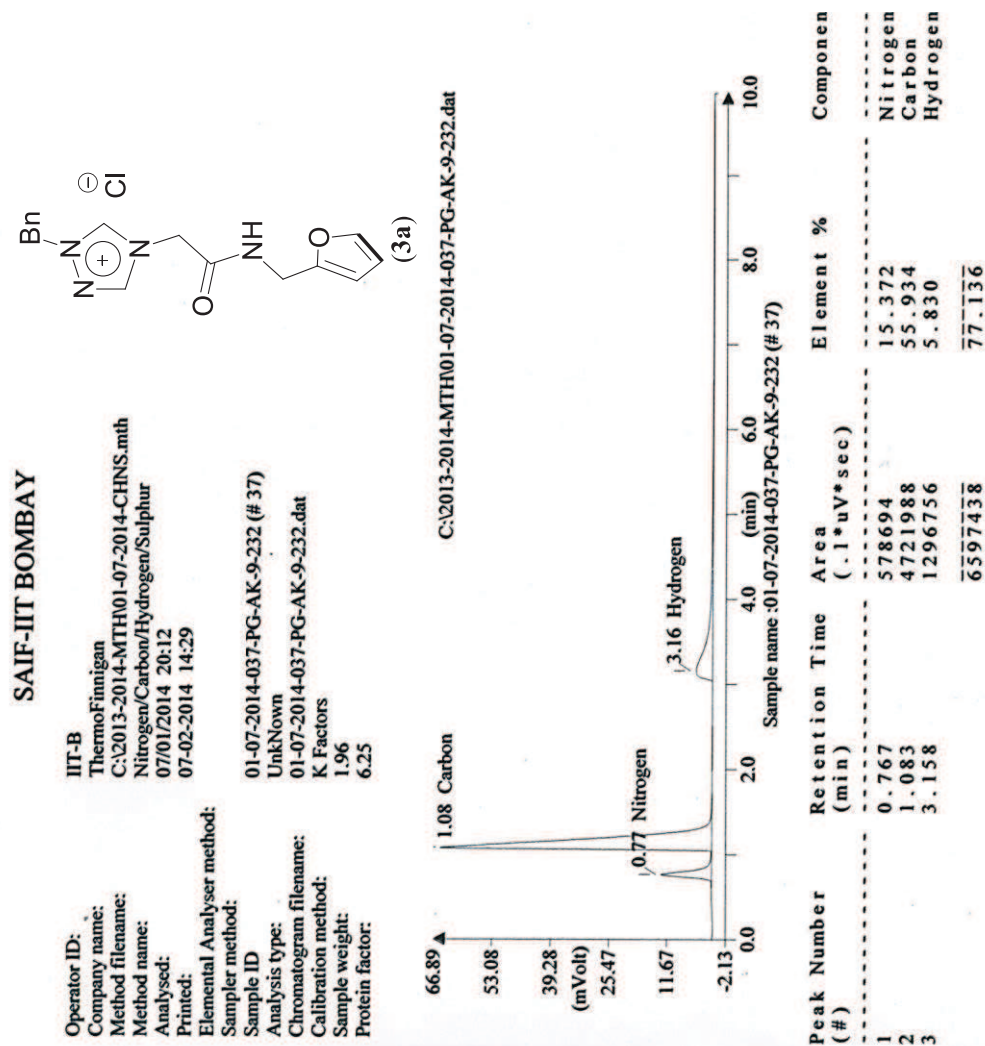 SAIF-IIT BOMBAY
Operator ID: IIT-B
Company name: ThermoFinnigan
Method filename: C:\2013-2014-MTH\01-07-2014-CHNS.mth
Method name: Nitrogen/Carbon/Hydrogen/Sulphur
Analysed: 07/01/2014 20:12
Printed: 07-02-2014 14:29
Elemental Analyser method:
Sampler method:
Sample ID 01-07-2014-037-PG-AK-9-232 (# 37)
Analysis type: UnkNown
Chromatogram filename: 01-07-2014-037-PG-AK-9-232.dat
Calibration method: K Factors
Sample weight: 1.96
Protein factor: 6.25
Bn
N
N
+
N
Cl
−
O
NH
O
(3a)
C:\2013-2014-MTH\01-07-2014-037-PG-AK-9-232.dat
66.89
53.08
39.28
(mVolt)
25.47
11.67
-2.13
1.08 Carbon
0.77 Nitrogen
3.16 Hydrogen
0.0 2.0 4.0 (min) 6.0 8.0 10.0
Sample name :01-07-2014-037-PG-AK-9-232 (# 37)
Peak Number Retention Time Area Element % Componen
(#) (min) (.1*uV*sec)
1 0.767 578694 15.372 Nitrogen
2 1.083 4721988 55.934 Carbon
3 3.158 1296756 5.830 Hydrogen
6597438 77.136